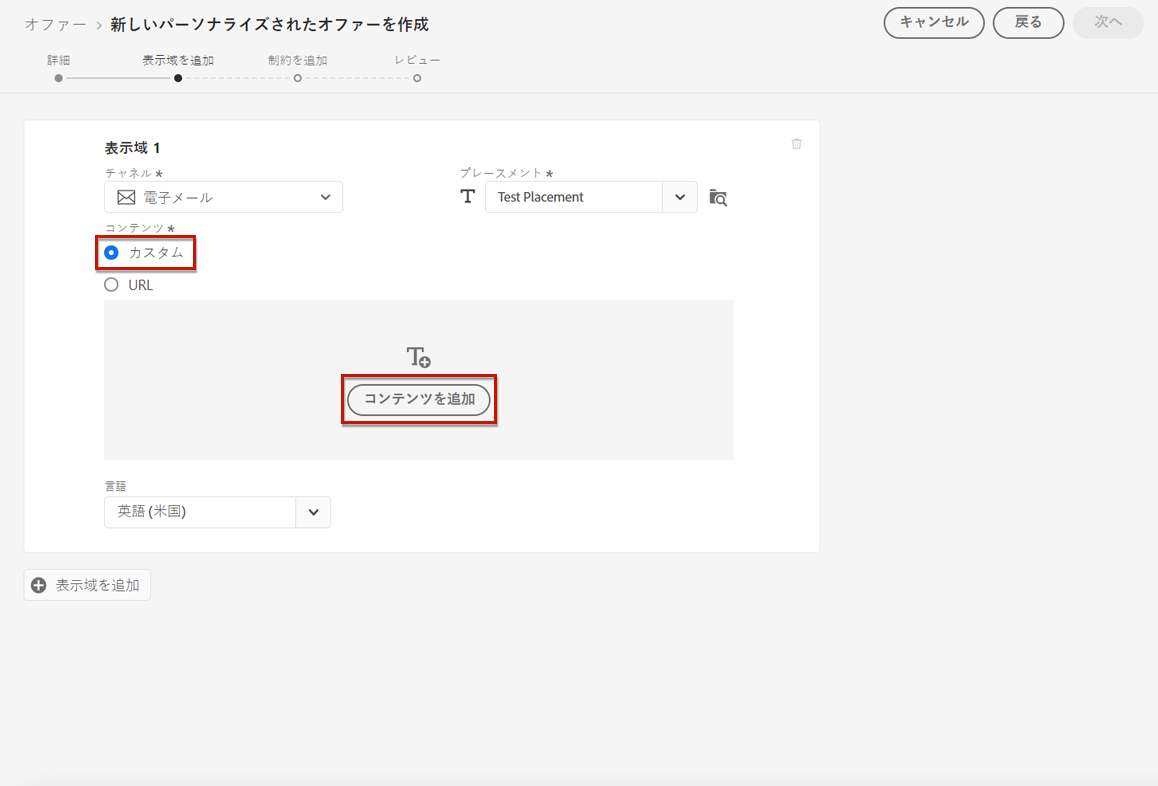 オファー > 新しいパーソナライズされたオファーを作成
キャンセル 戻る 次へ
詳細 表示域を追加 制約を追加 レビュー
表示域 1
チャネル * プレースメント *
電子メール Test Placement
コンテンツ *
カスタム
URL
コンテンツを追加
言語
英語 (米国)
表示域を追加